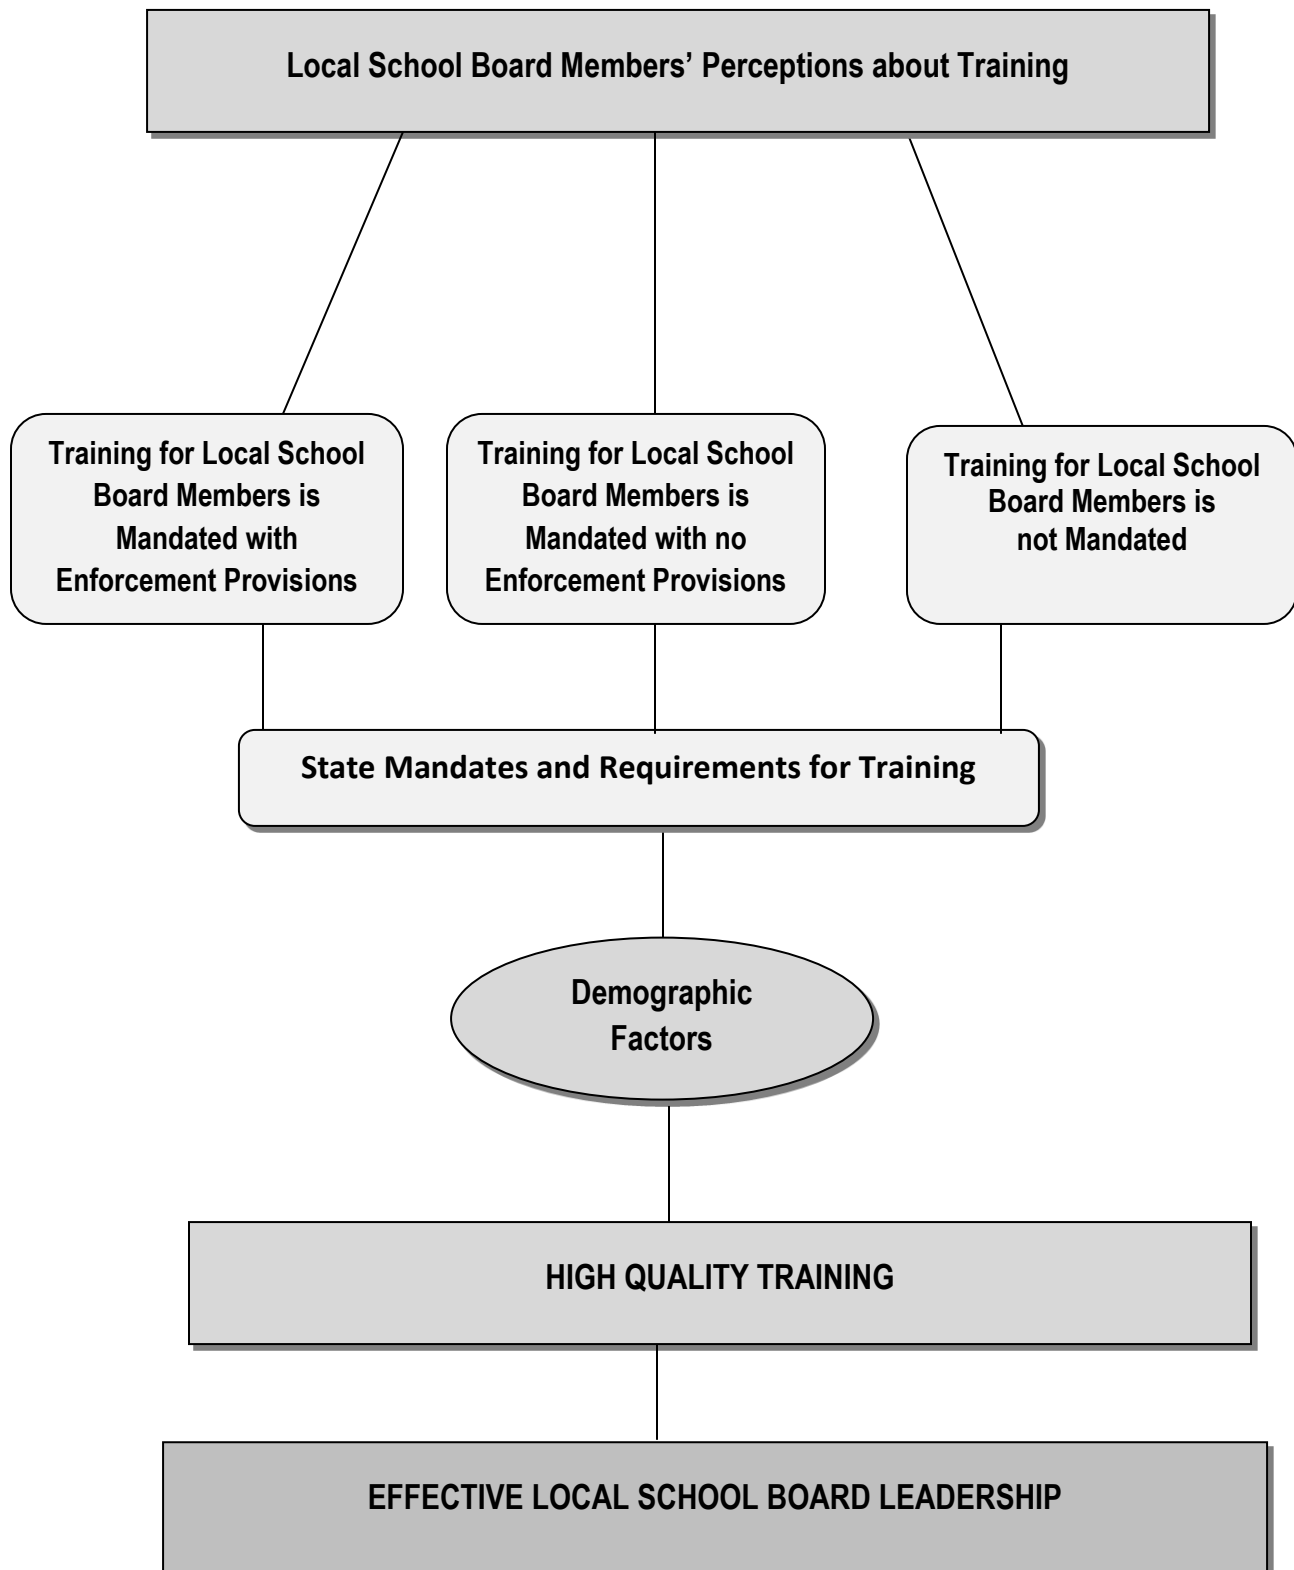 Local School Board Members’ Perceptions about Training
Training for Local School
Board Members is
Mandated with
Enforcement Provisions
Training for Local School
Board Members is
Mandated with no
Enforcement Provisions
Training for Local School
Board Members is
not Mandated
State Mandates and Requirements for Training
Demographic
Factors
HIGH QUALITY TRAINING
EFFECTIVE LOCAL SCHOOL BOARD LEADERSHIP